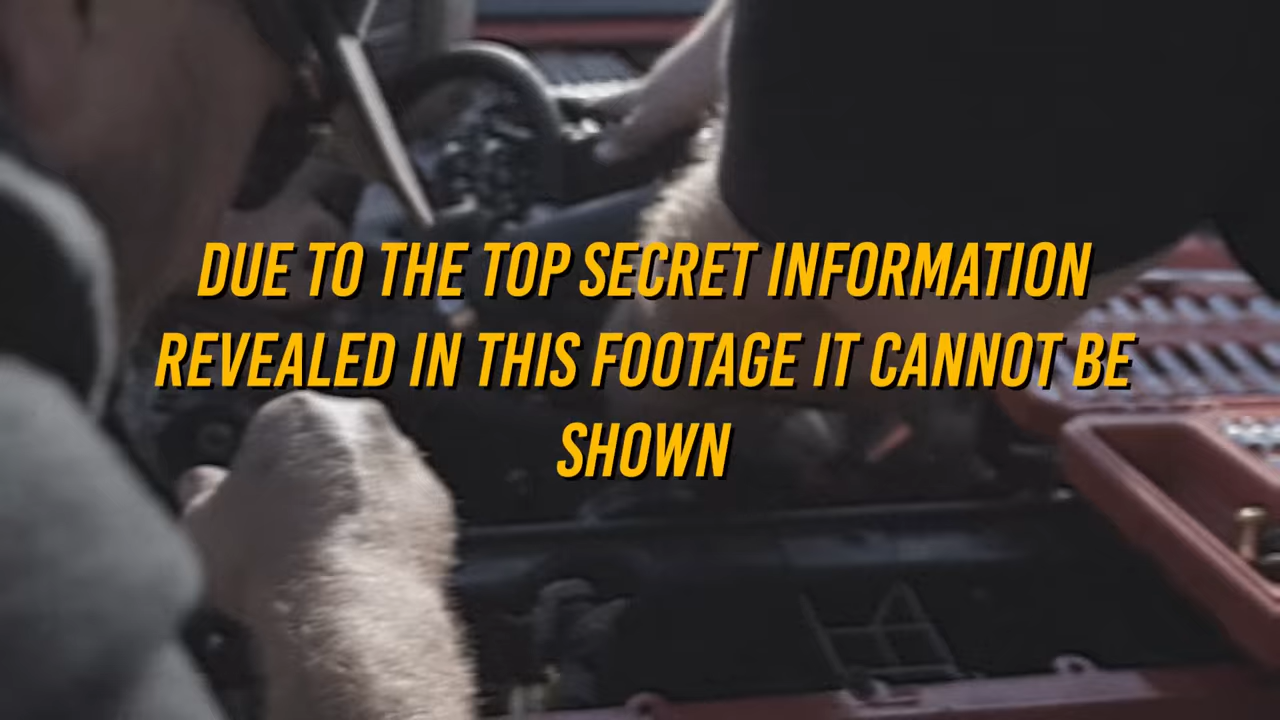 DUE TO THE TOP SECRET INFORMATION
REVEALED IN THIS FOOTAGE IT CANNOT BE
SHOWN